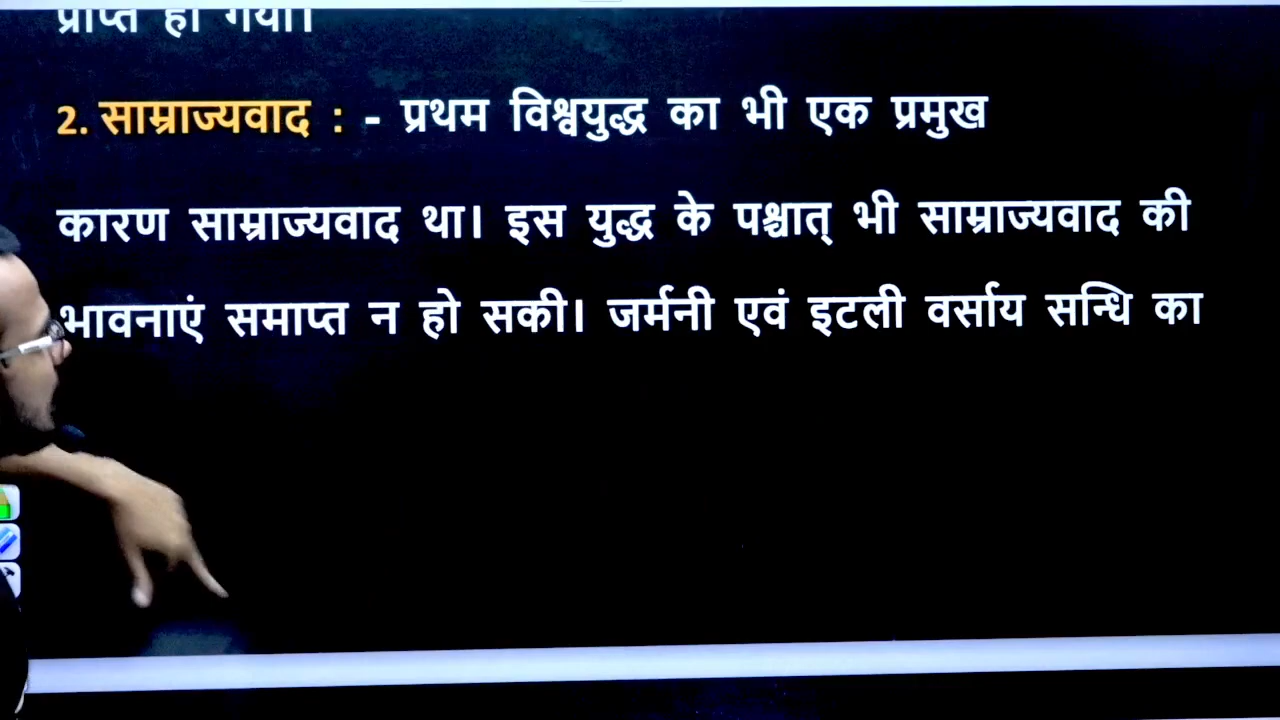 प्राप्त हो गया।
2. साम्राज्यवाद : - प्रथम विश्वयुद्ध का भी एक प्रमुख
कारण साम्राज्यवाद था। इस युद्ध के पश्चात् भी साम्राज्यवाद की
भावनाएं समाप्त न हो सकी। जर्मनी एवं इटली वर्साय सन्धि का